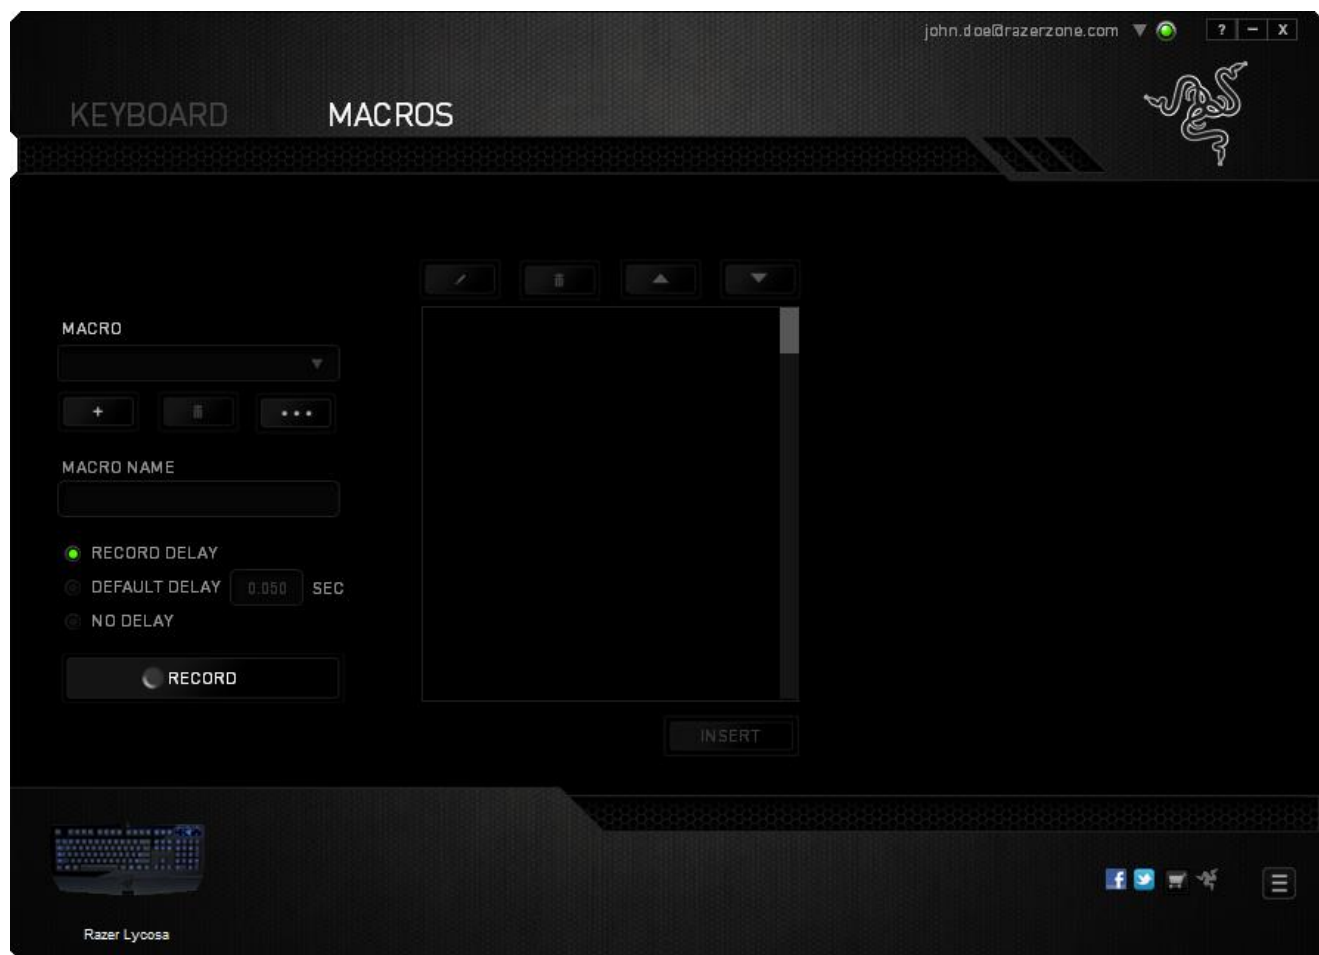 john.doe@razerzone.com
? – X
KEYBOARD MACROS
MACRO
+ •••
MACRO NAME
RECORD DELAY
DEFAULT DELAY 0.050 SEC
NO DELAY
RECORD
INSERT
Razer Lycosa